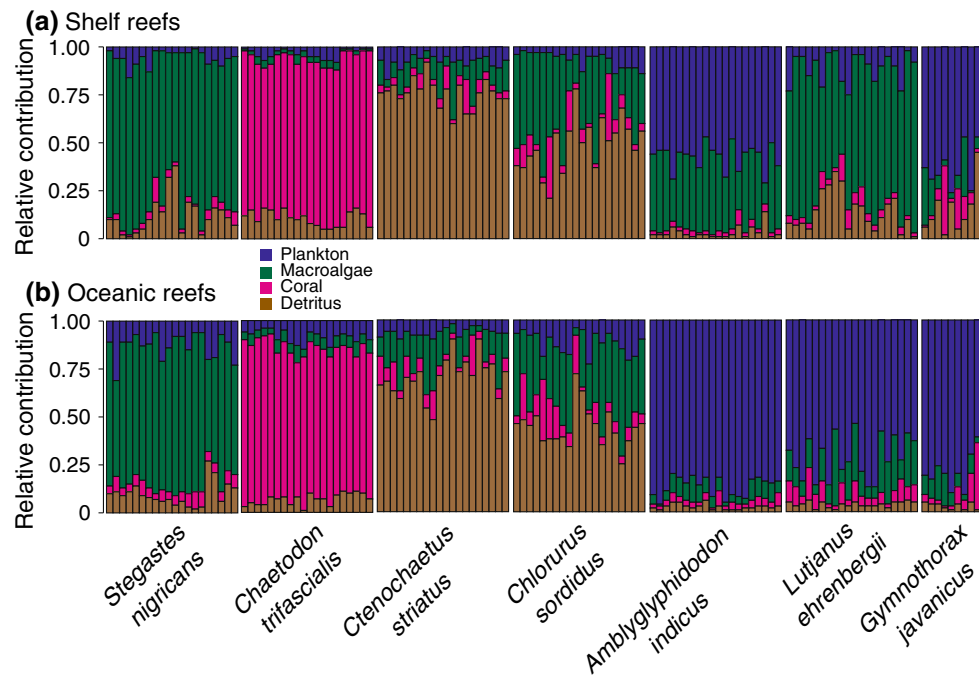 (a) Shelf reefs
Relative contribution
1.00
0.75
0.50
0.25
0
Plankton
Macroalgae
Coral
Detritus
(b) Oceanic reefs
Relative contribution
1.00
0.75
0.50
0.25
0
Stegastes
nigricans
Chaetodon
trifascialis
Ctenochaetus
striatus
Chlorurus
sordidus
Amblyglyphidodon
indicus
Lutjanus
ehrenbergii
Gymnothorax
javanicus